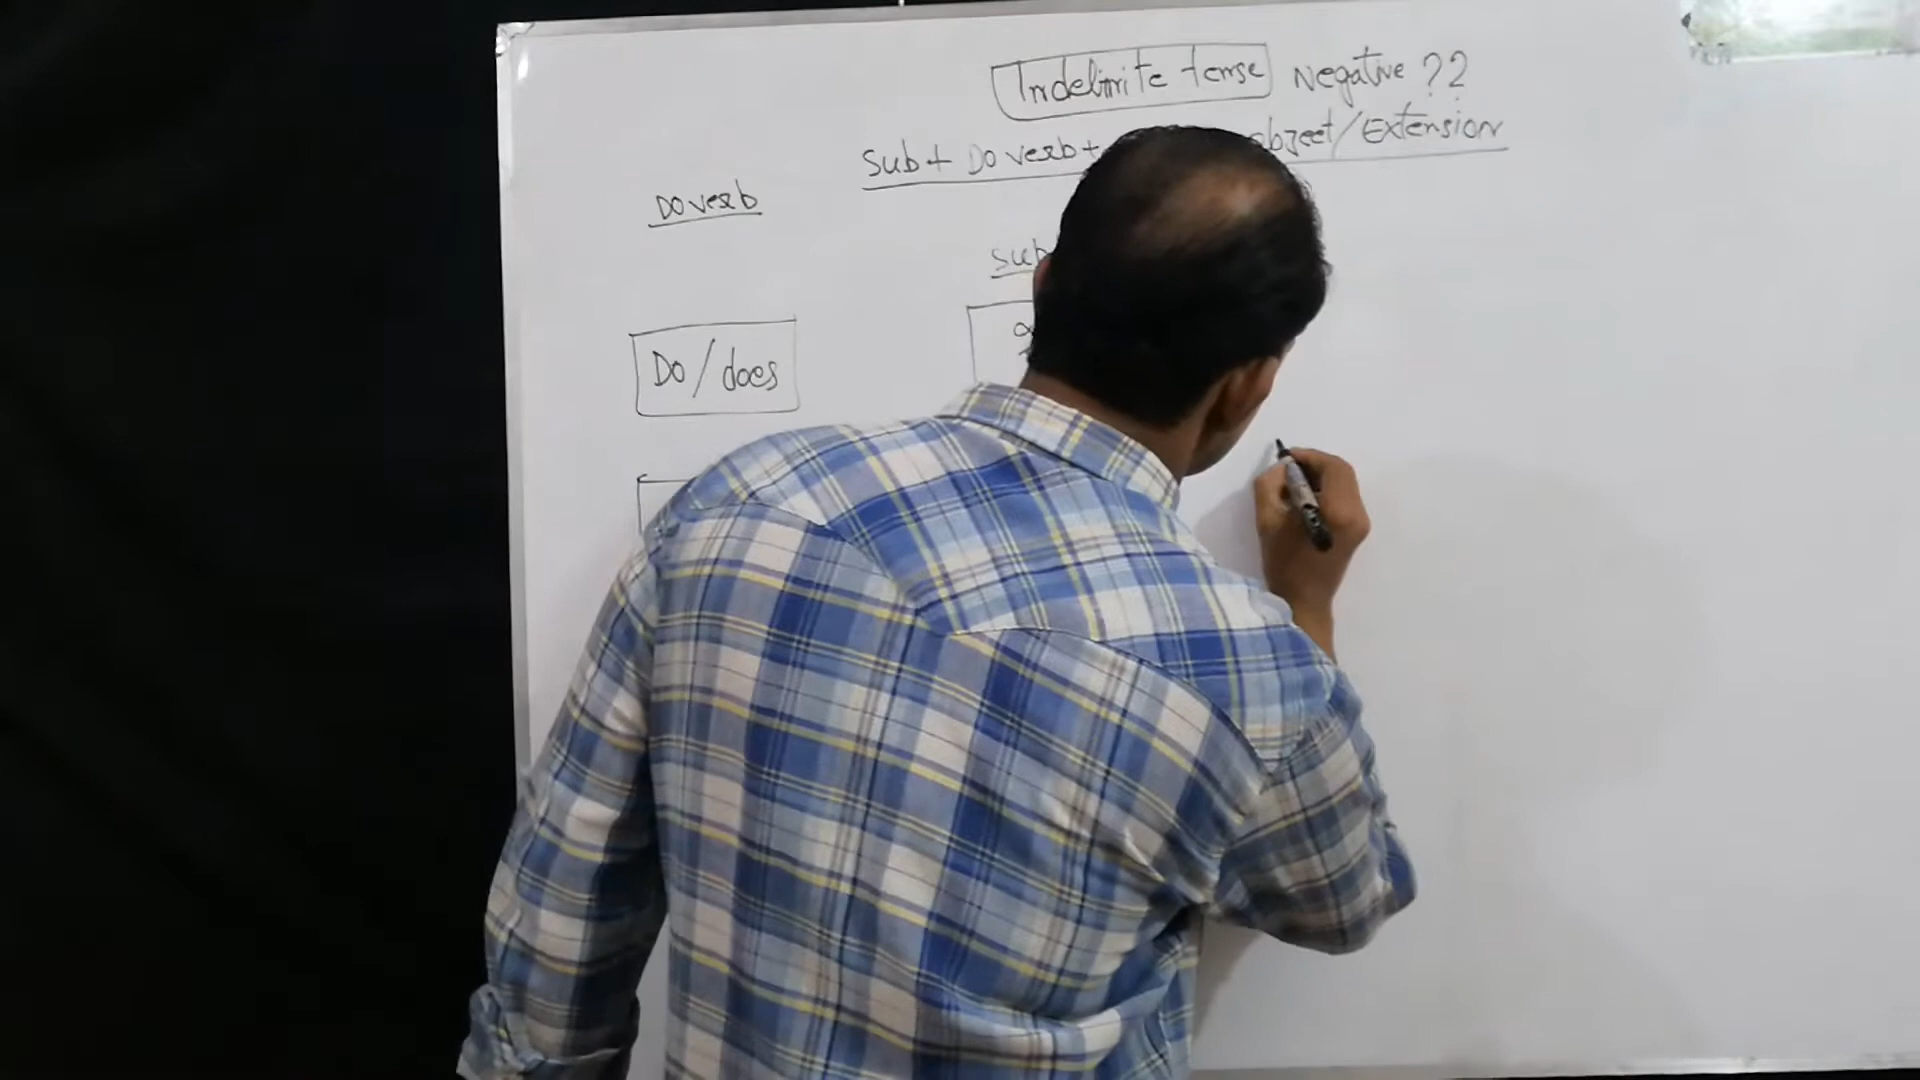 Indefinite tense Negative ??
Sub + DO verb + object/Extension
DO verb
Sub
Do / does